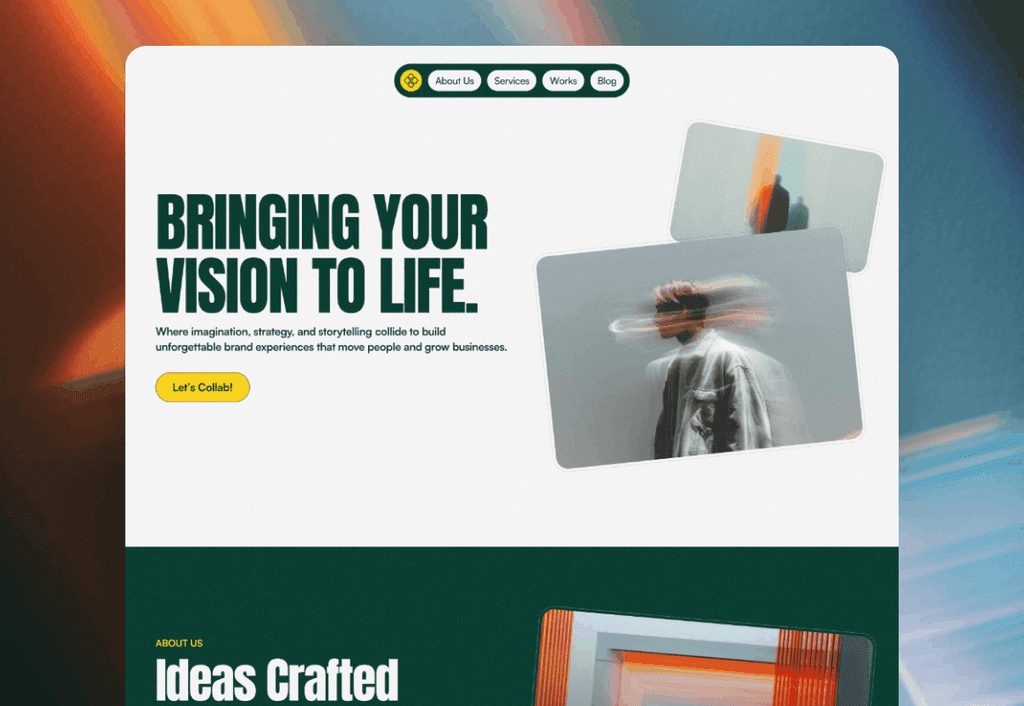 About Us
Services
Works
Blog
BRINGING YOUR
VISION TO LIFE.
Where imagination, strategy, and storytelling collide to build
unforgettable brand experiences that move people and grow businesses.
Let's Collab!
ABOUT US
Ideas Crafted